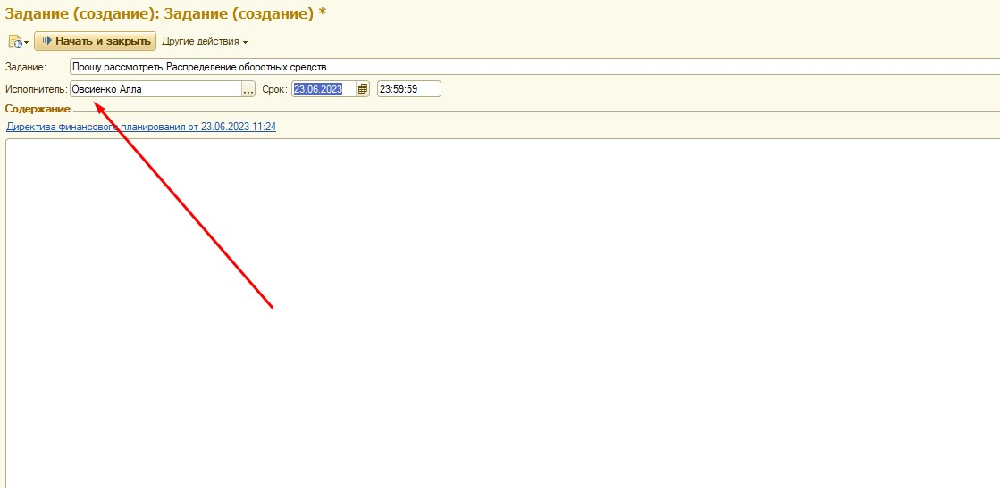 Задание (создание): Задание (создание) *
Начать и закрыть Другие действия
Задание: Прошу рассмотреть Распределение оборотных средств
Исполнитель: Овсиенко Алла ... Срок: 23.06.2023 23:59:59
Содержание
Директива финансового планирования от 23.06.2023 11:24